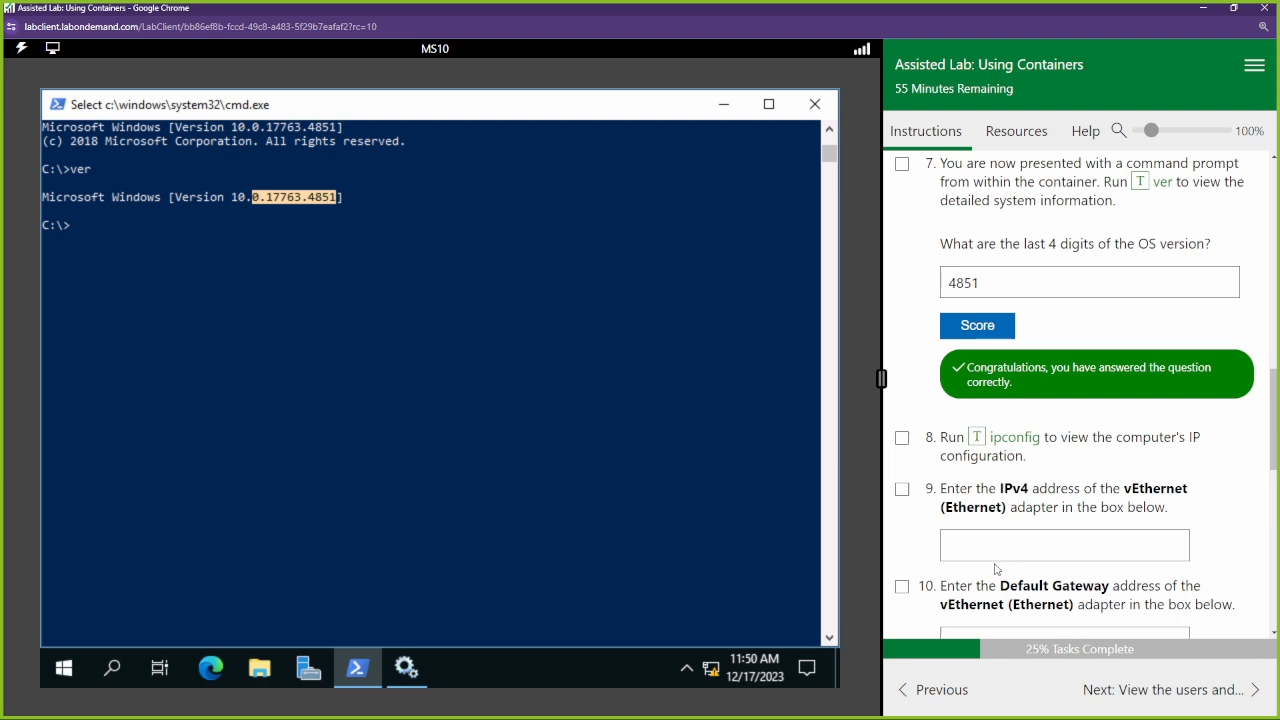 Assisted Lab: Using Containers - Google Chrome
labclient.labondemand.com/LabClient/bb86ef8b-fccd-49c8-a483-5f29b7eafaf2?rc=10
MS10
Select c:\windows\system32\cmd.exe
Microsoft Windows [Version 10.0.17763.4851]
(c) 2018 Microsoft Corporation. All rights reserved.
C:\>ver
Microsoft Windows [Version 10.0.17763.4851]
C:\>
11:50 AM
12/17/2023
Assisted Lab: Using Containers
55 Minutes Remaining
Instructions Resources Help 100%
7. You are now presented with a command prompt
from within the container. Run T ver to view the
detailed system information.
What are the last 4 digits of the OS version?
4851
Score
Congratulations, you have answered the question
correctly.
8. Run T ipconfig to view the computer's IP
configuration.
9. Enter the IPv4 address of the vEthernet
(Ethernet) adapter in the box below.
10. Enter the Default Gateway address of the
vEthernet (Ethernet) adapter in the box below.
25% Tasks Complete
Previous Next: View the users and...